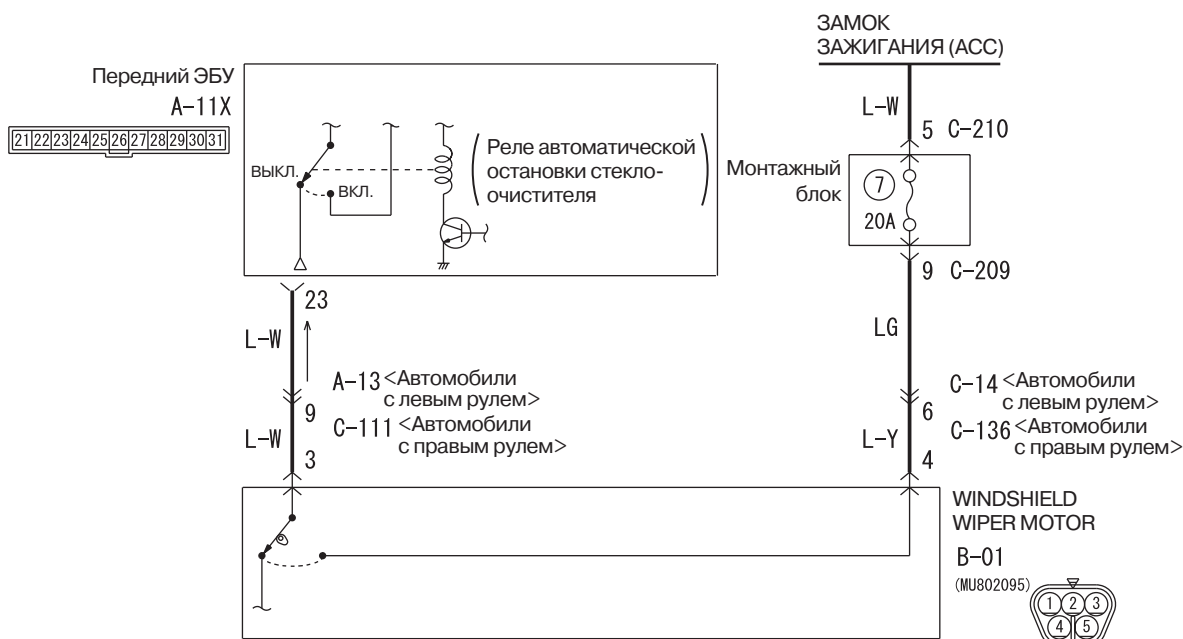 ЗАМОК
ЗАЖИГАНИЯ (ACC)
Передний ЭБУ
A-11X
21 22 23 24 25 26 27 28 29 30 31
ВЫКЛ.
ВКЛ.
Реле автоматической
остановки стекло-
очистителя
L-W
5 C-210
Монтажный
блок
7
20A
9 C-209
23
L-W
LG
A-13 <Автомобили
с левым рулем>
9
C-111 <Автомобили
с правым рулем>
L-W
3
C-14 <Автомобили
с левым рулем>
6
C-136 <Автомобили
с правым рулем>
L-Y
4
WINDSHIELD
WIPER MOTOR
B-01
(MU802095)
1 2 3
4 5